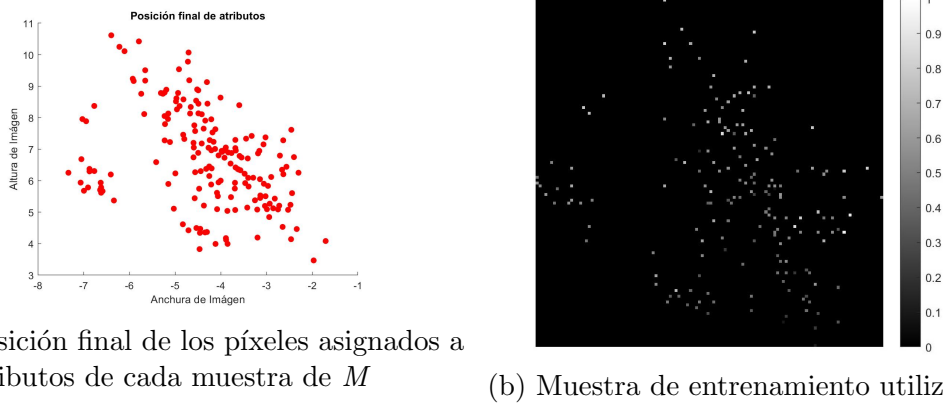 Posición final de atributos
11
10
9
8
7
6
5
4
3
-8 -7 -6 -5 -4 -3 -2 -1
Altura de Imágen
Anchura de Imágen
sición final de los píxeles asignados a
ributos de cada muestra de M
1
0.9
0.8
0.7
0.6
0.5
0.4
0.3
0.2
0.1
0
(b) Muestra de entrenamiento utiliz